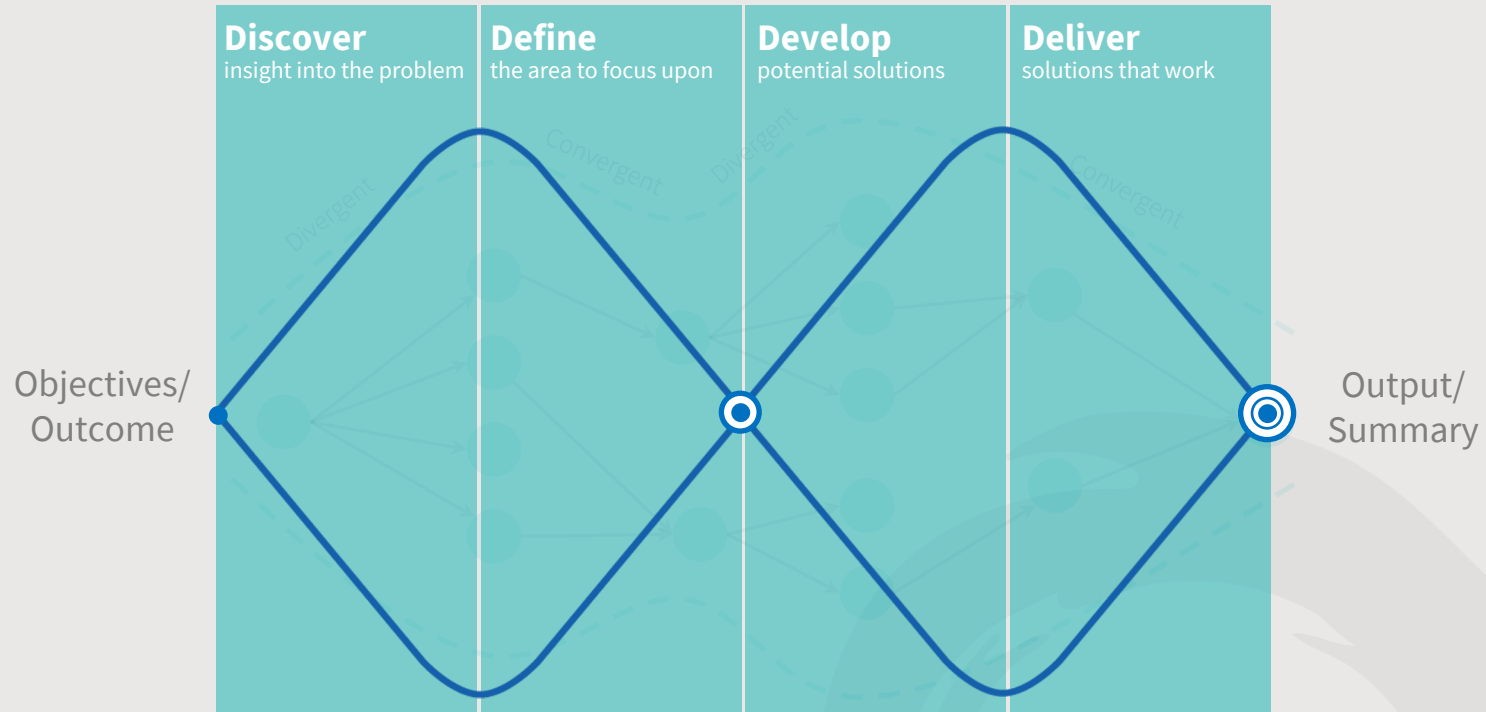 Discover
insight into the problem
Define
the area to focus upon
Develop
potential solutions
Deliver
solutions that work
Divergent
Convergent
Divergent
Convergent
Objectives/
Outcome
Output/
Summary